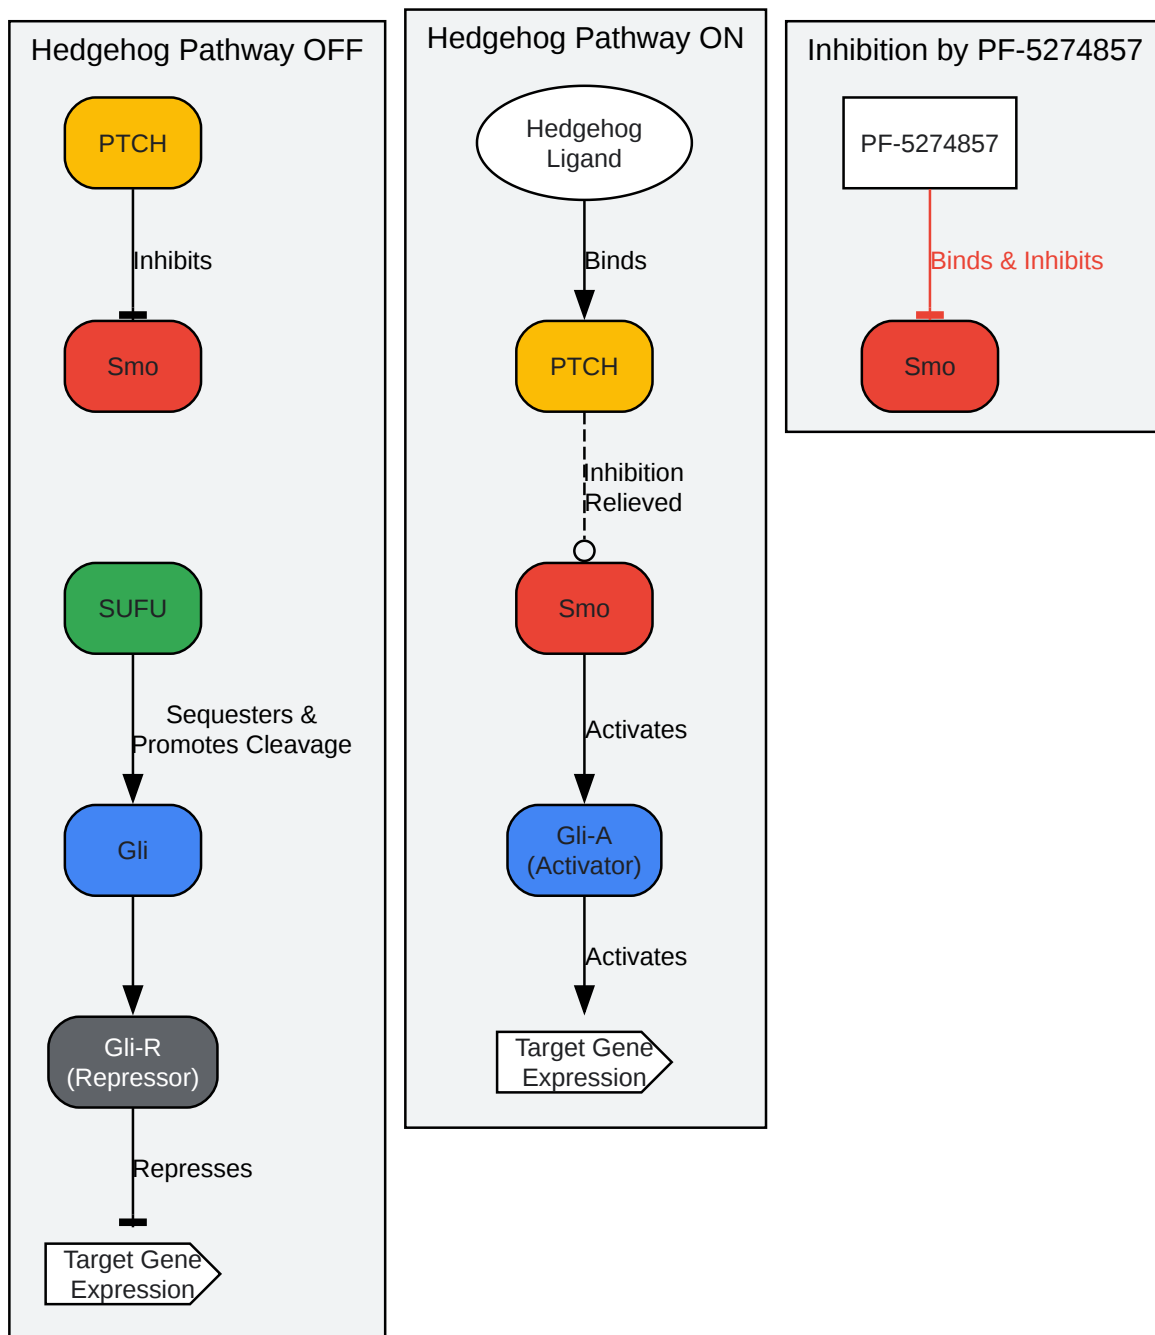 Hedgehog Pathway OFF
PTCH
Inhibits
Smo
SUFU
Sequesters &
Promotes Cleavage
Gli
Gli-R
(Repressor)
Represses
Target Gene
Expression
Hedgehog Pathway ON
Hedgehog
Ligand
Binds
PTCH
Inhibition
Relieved
Smo
Activates
Gli-A
(Activator)
Activates
Target Gene
Expression
Inhibition by PF-5274857
PF-5274857
Binds & Inhibits
Smo